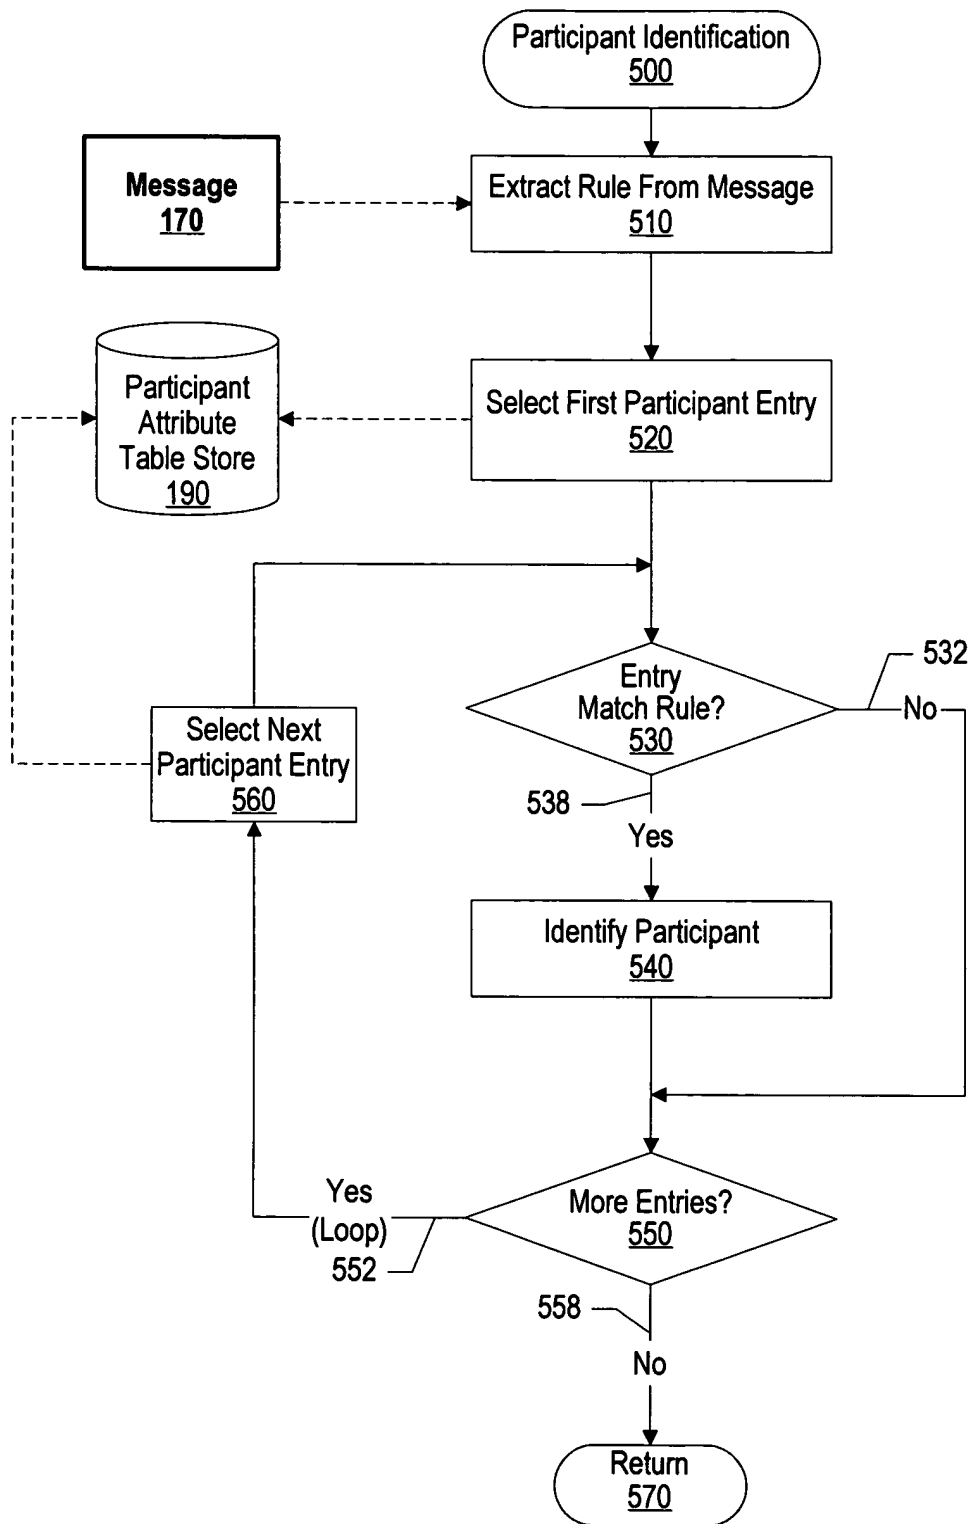 Participant Identification
500
Message
170
Extract Rule From Message
510
Participant
Attribute
Table Store
190
Select First Participant Entry
520
Entry
Match Rule?
530
532
No
Select Next
Participant Entry
560
538
Yes
Identify Participant
540
More Entries?
550
Yes
(Loop)
552
558
No
Return
570